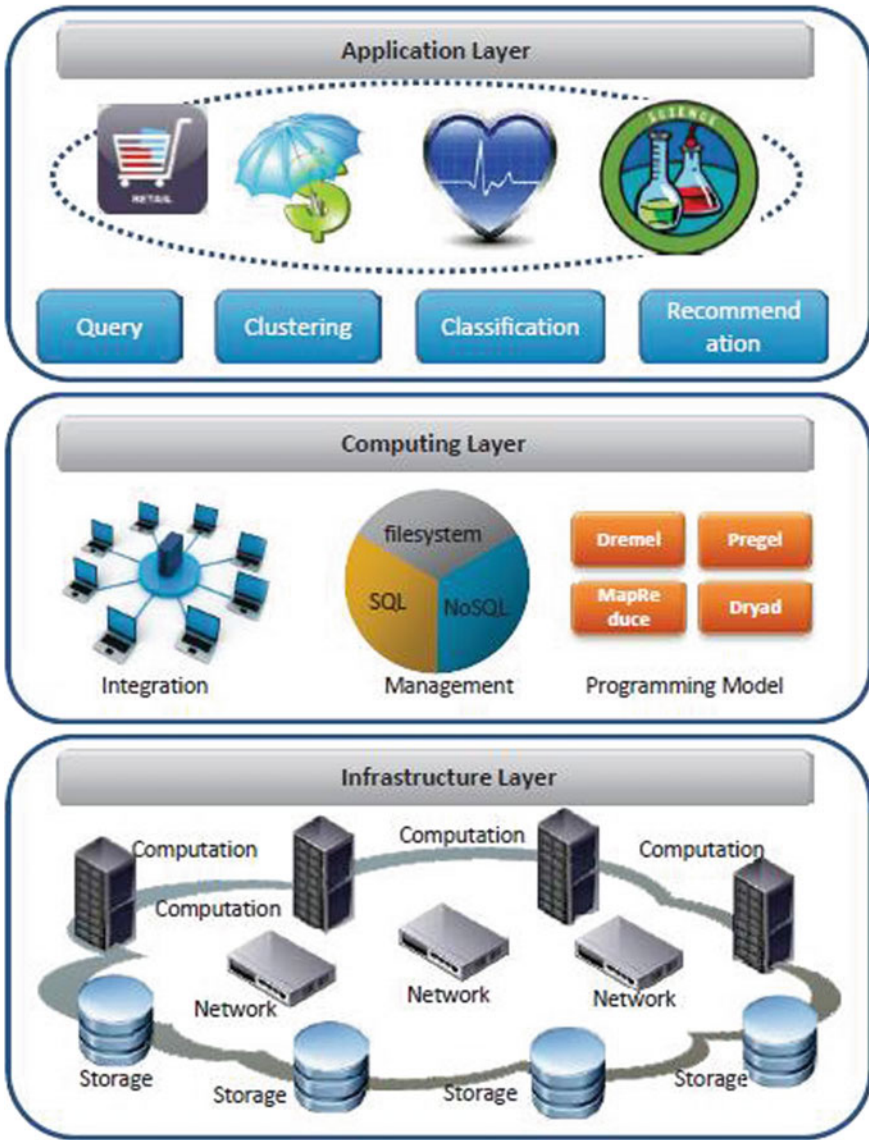 Application Layer
RETAIL
SCIENCE
Query
Clustering
Classification
Recommend
ation
Computing Layer
filesystem
SQL
NoSQL
Dremel
Pregel
MapRe
duce
Dryad
Integration
Management
Programming Model
Infrastructure Layer
Computation
Computation
Computation
Computation
Network
Network
Network
Storage
Storage
Storage
Storage